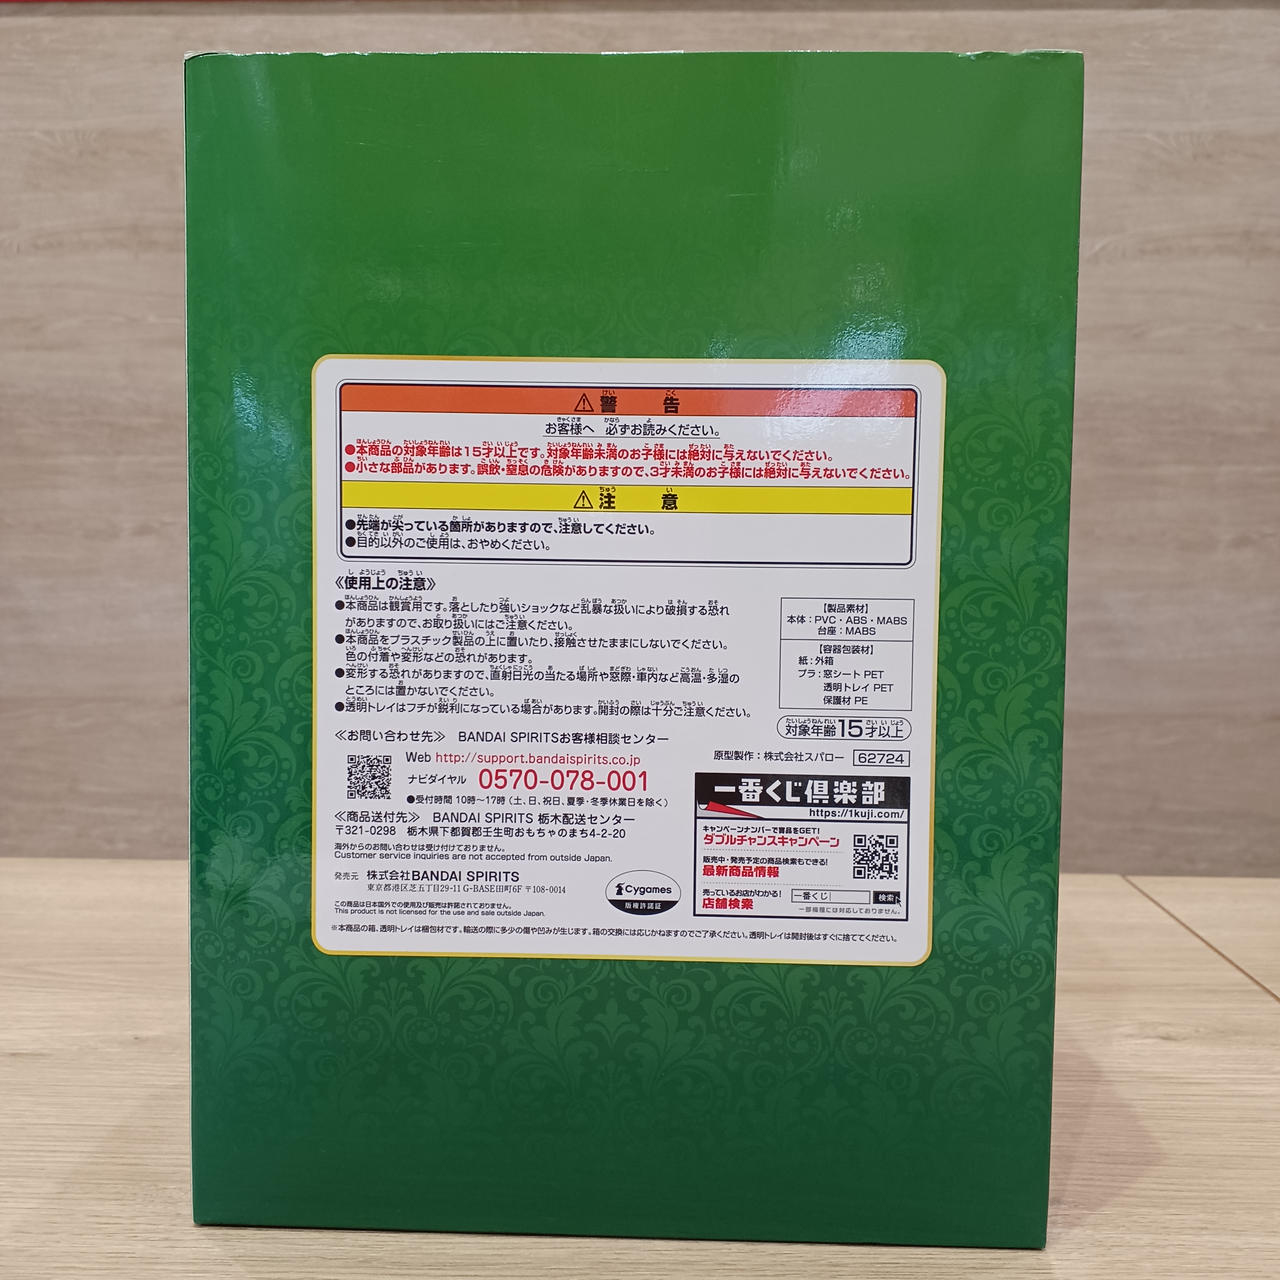 ⚠警告
お客様へ 必ずお読みください。
●本商品の対象年齢は15才以上です。対象年齢未満のお子様には絶対に与えないでください。
●小さな部品があります。誤飲・窒息の危険がありますので、3才未満のお子様には絶対に与えないでください。
⚠注意
●先端が尖っている箇所がありますので、注意してください。
●目的以外のご使用は、おやめください。
《使用上の注意》
●本商品は観賞用です。落としたり強いショックなど乱暴な扱いにより破損する恐れ
がありますので、お取り扱いにはご注意ください。
●本商品をプラスチック製品の上に置いたり、接触させたままにしないでください。
色の付着や変形などの恐れがあります。
●変形する恐れがありますので、直射日光の当たる場所や窓際・車内など高温・多湿の
ところには置かないでください。
●透明トレイはフチが鋭利になっている場合があります。開封の際は十分ご注意ください。
【製品素材】
本体：PVC・ABS・MABS
台座：MABS
【容器包装材】
紙：外箱
プラ：窓シート PET
透明トレイ PET
保護材 PE
対象年齢15才以上
≪お問い合わせ先≫ BANDAI SPIRITSお客様相談センター
Web http://support.bandaispirits.co.jp
ナビダイヤル 0570-078-001
●受付時間 10時〜17時（土、日、祝日、夏季・冬季休業日を除く）
≪商品送付先≫ BANDAI SPIRITS 栃木配送センター
〒321-0298 栃木県下都賀郡壬生町おもちゃのまち4-2-20
海外からのお問い合わせは受け付けておりません。
Customer service inquiries are not accepted from outside Japan.
発売元 株式会社BANDAI SPIRITS
東京都港区芝五丁目29-11 G-BASE田町6F 〒108-0014
この商品は日本国外での使用及び販売は許諾されておりません。
This product is not licensed for the use and sale outside Japan.
Cygames
版権許諾証
原型製作：株式会社スパロー 62724
一番くじ倶楽部
https://1kuji.com/
キャンペーンナンバーで賞品をGET!
ダブルチャンスキャンペーン
販売中・発売予定の商品検索もできる!
最新商品情報
売っているお店がわかる!
店舗検索
一番くじ 検索
一部機種には対応しておりません。
※本商品の箱、透明トレイは梱包材です。輸送の際に多少の傷や凹みが生じます。箱の交換には応じかねますのでご了承ください。透明トレイは開封後はすぐに捨ててください。